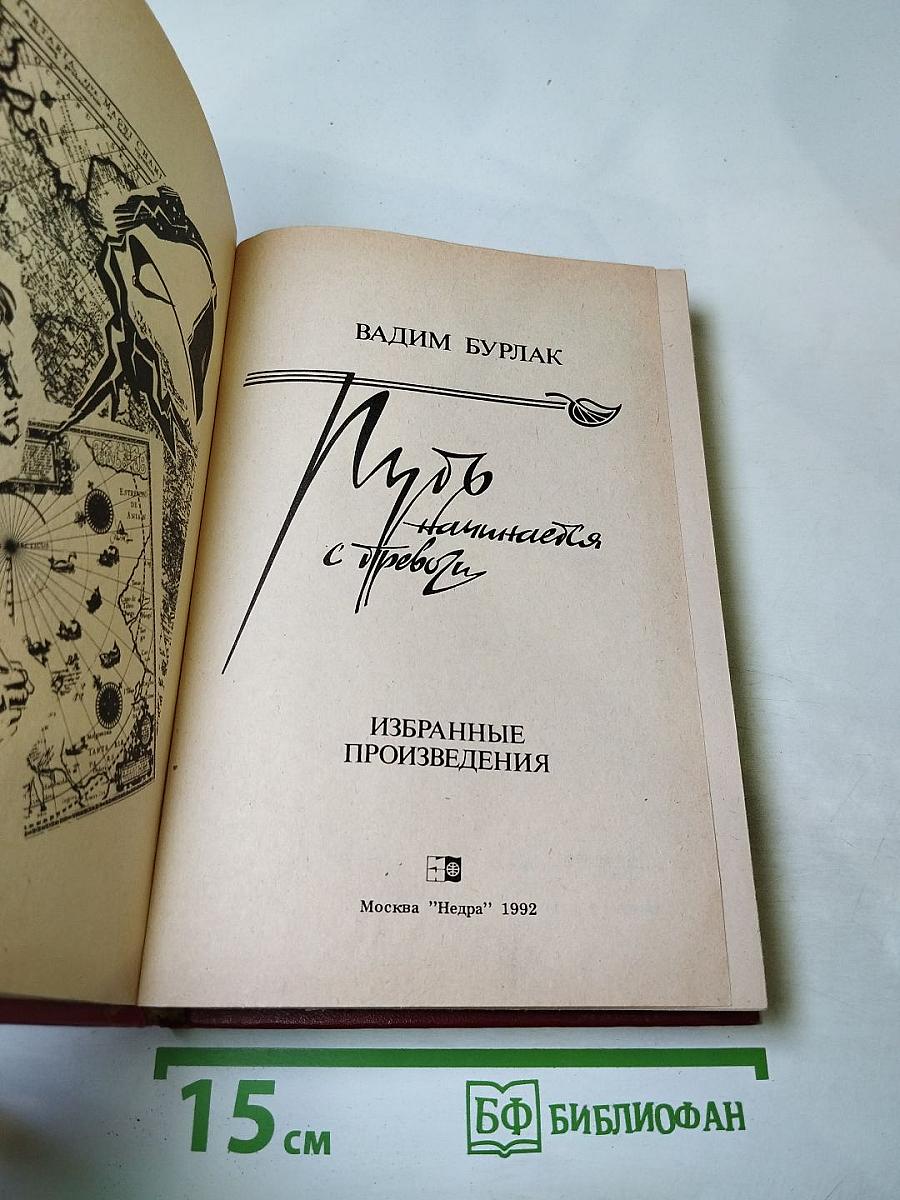 ВАДИМ БУРЛАК
Путь
начинается
с тревоги
ИЗБРАННЫЕ
ПРОИЗВЕДЕНИЯ
Москва "Недра" 1992
15 см
БФ БИБЛИОФАН